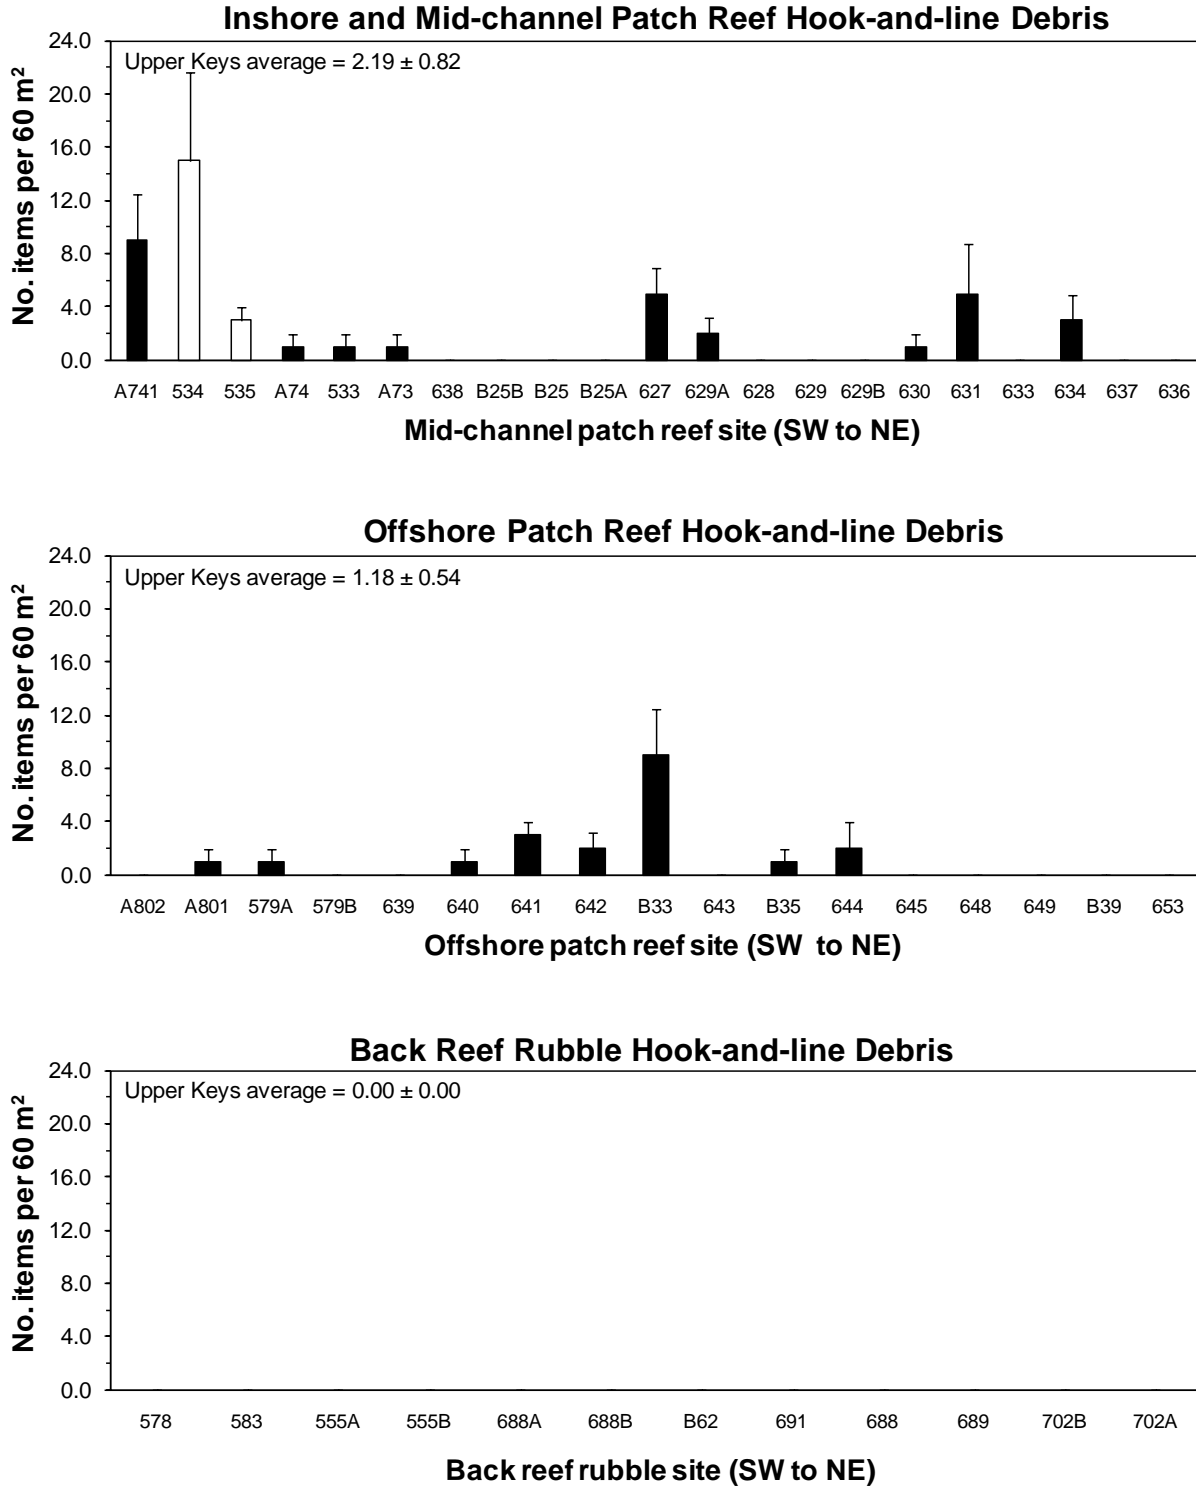 Inshore and Mid-channel Patch Reef Hook-and-line Debris
Upper Keys average = 2.19 ± 0.82
No. items per 60 m²
24.0
20.0
16.0
12.0
8.0
4.0
0.0
A741 534 535 A74 533 A73 638 B25B B25 B25A 627 629A 628 629 629B 630 631 633 634 637 636
Mid-channel patch reef site (SW to NE)
Offshore Patch Reef Hook-and-line Debris
Upper Keys average = 1.18 ± 0.54
No. items per 60 m²
24.0
20.0
16.0
12.0
8.0
4.0
0.0
A802 A801 579A 579B 639 640 641 642 B33 643 B35 644 645 648 649 B39 653
Offshore patch reef site (SW to NE)
Back Reef Rubble Hook-and-line Debris
Upper Keys average = 0.00 ± 0.00
No. items per 60 m²
24.0
20.0
16.0
12.0
8.0
4.0
0.0
578 583 555A 555B 688A 688B B62 691 688 689 702B 702A
Back reef rubble site (SW to NE)